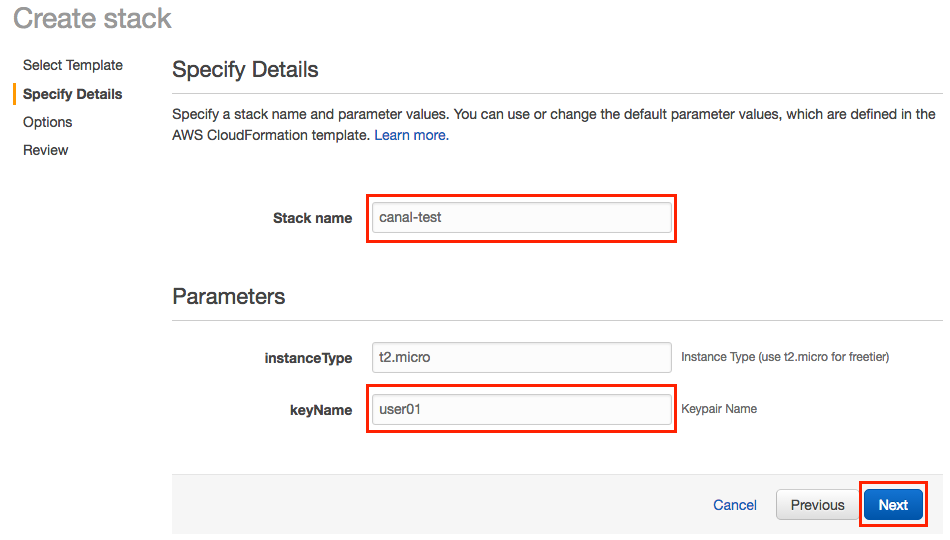 Create stack
Select Template
Specify Details
Options
Review
Specify Details
Specify a stack name and parameter values. You can use or change the default parameter values, which are defined in the
AWS CloudFormation template. Learn more.
Stack name canal-test
Parameters
instanceType t2.micro Instance Type (use t2.micro for freetier)
keyName user01 Keypair Name
Cancel Previous Next